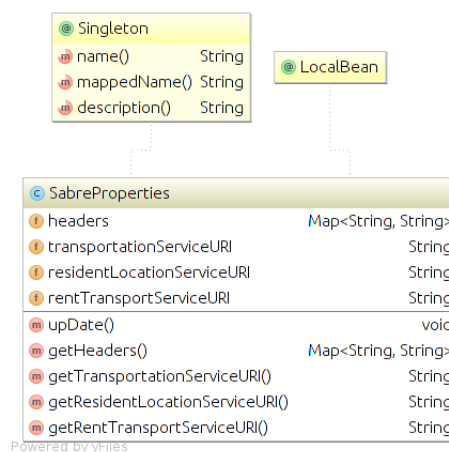 @ Singleton
m name() String
m mappedName() String
m description() String
@ LocalBean
c SabreProperties
f headers Map<String, String>
f transportationServiceURI String
f residentLocationServiceURI String
f rentTransportServiceURI String
m upDate() void
m getHeaders() Map<String, String>
m getTransportationServiceURI() String
m getResidentLocationServiceURI() String
m getRentTransportServiceURI() String
Powered by yFiles